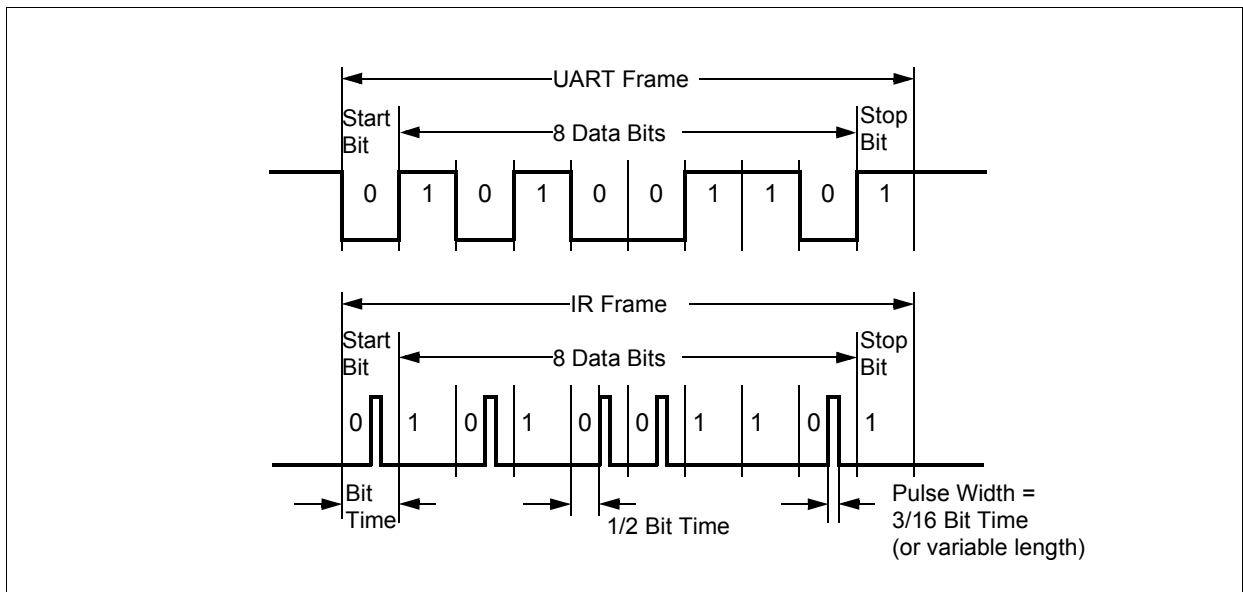 UART Frame
Start
Bit
8 Data Bits
Stop
Bit
0 1 0 1 0 0 1 1 0 1
IR Frame
Start
Bit
8 Data Bits
Stop
Bit
0 1 0 1 0 0 1 1 0 1
Bit
Time
1/2 Bit Time
Pulse Width =
3/16 Bit Time
(or variable length)